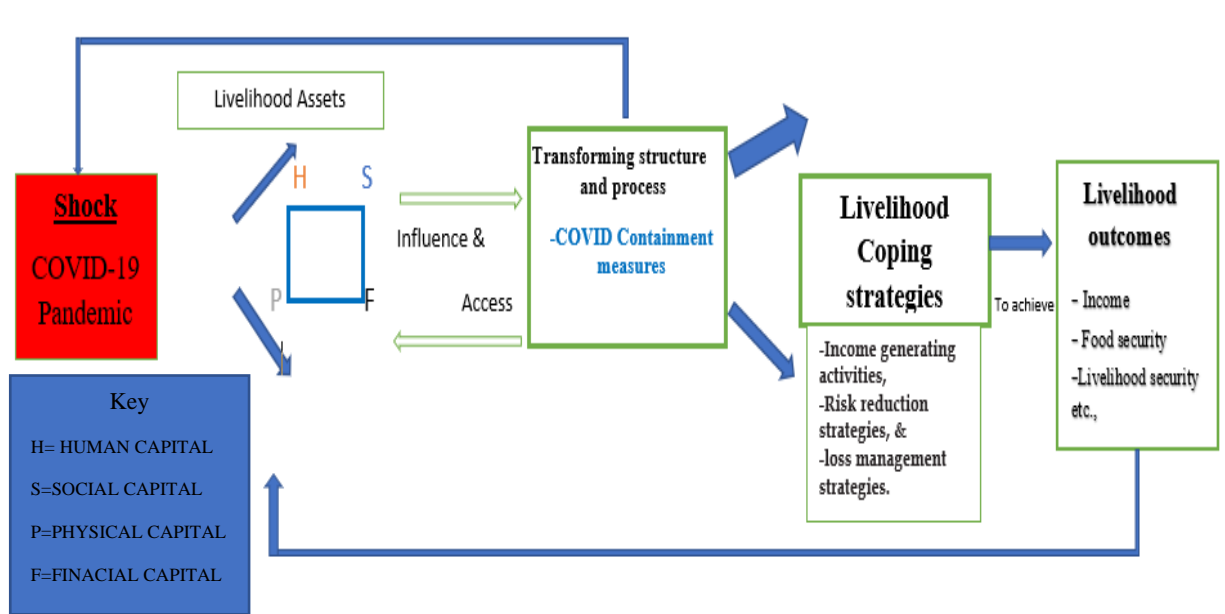 Livelihood Assets
Shock
COVID-19
Pandemic
H S
P F
Influence &
Access
Transforming structure
and process
-COVID Containment
measures
Livelihood
Coping
strategies
-Income generating
activities,
-Risk reduction
strategies, &
-loss management
strategies.
To achieve
Livelihood
outcomes
– Income
– Food security
–Livelihood security
etc.,
Key
H= HUMAN CAPITAL
S=SOCIAL CAPITAL
P=PHYSICAL CAPITAL
F=FINACIAL CAPITAL